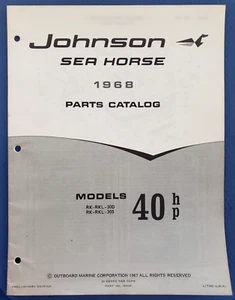 Johnson
SEA HORSE
1968
PARTS CATALOG
MODELS
RK-RKL-30D
RK-RKL-30S
40 hp
© OUTBOARD MARINE CORPORATION 1967 ALL RIGHTS RESERVED